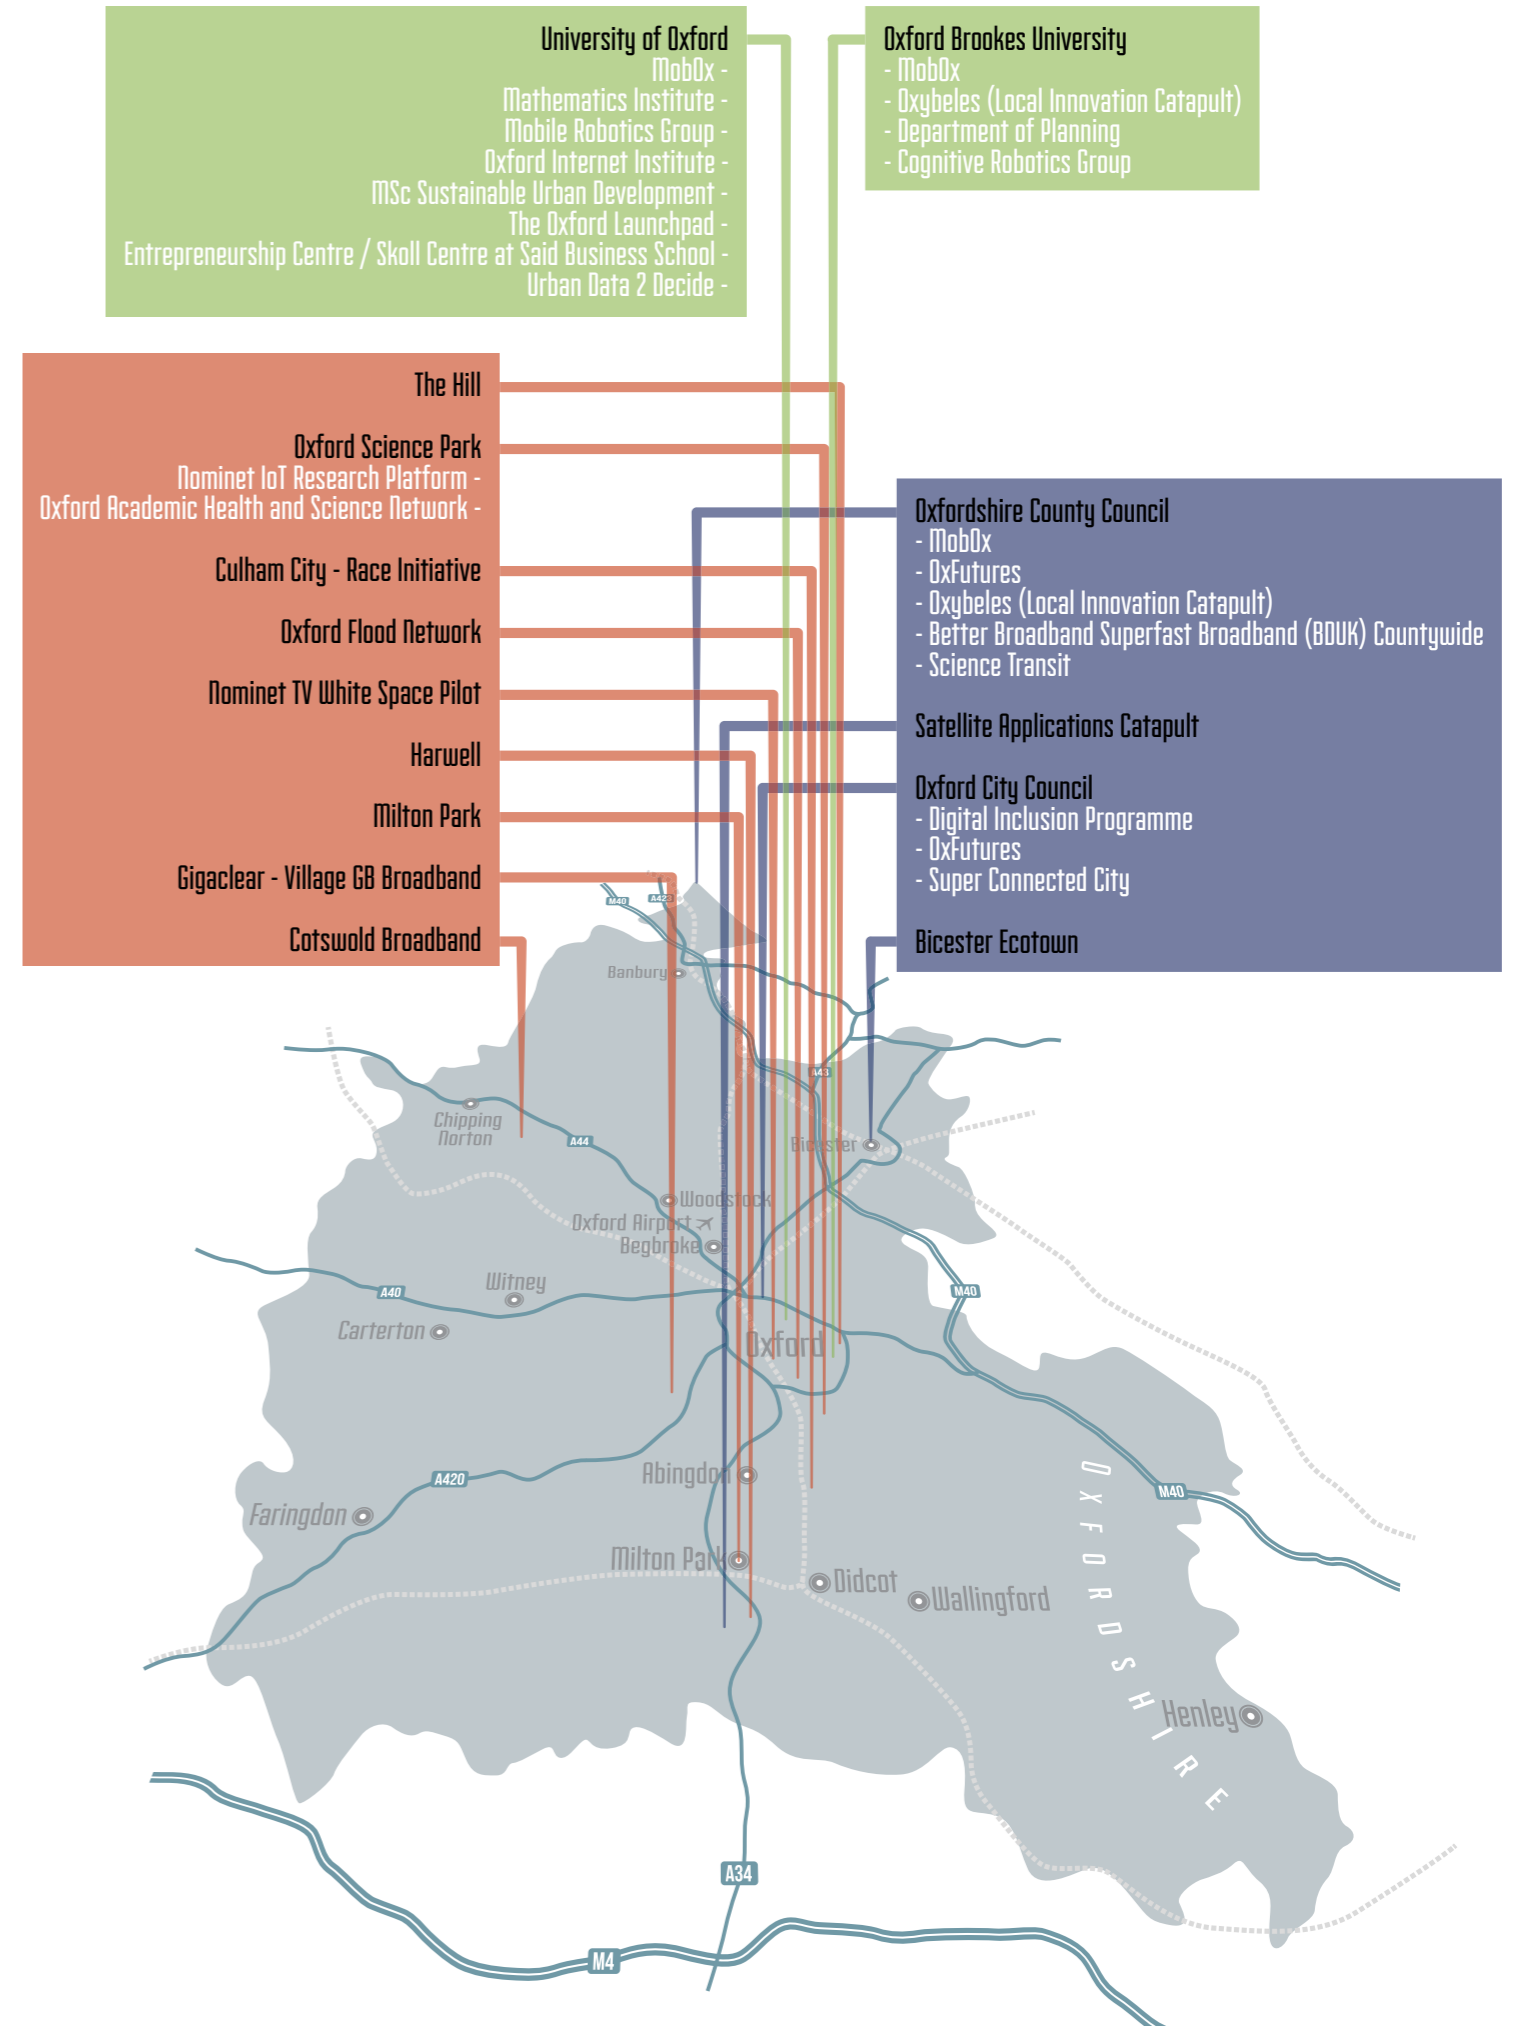 University of Oxford
MobOx -
Mathematics Institute -
Mobile Robotics Group -
Oxford Internet Institute -
MSc Sustainable Urban Development -
The Oxford Launchpad -
Entrepreneurship Centre / Skoll Centre at Said Business School -
Urban Data 2 Decide -
Oxford Brookes University
- MobOx
- Oxybeles (Local Innovation Catapult)
- Department of Planning
- Cognitive Robotics Group
The Hill
Oxford Science Park
Nominet IoT Research Platform -
Oxford Academic Health and Science Network -
Culham City - Race Initiative
Oxford Flood Network
Nominet TV White Space Pilot
Harwell
Milton Park
Gigaclear - Village GB Broadband
Cotswold Broadband
Oxfordshire County Council
- MobOx
- OxFutures
- Oxybeles (Local Innovation Catapult)
- Better Broadband Superfast Broadband (BDUK) Countywide
- Science Transit
Satellite Applications Catapult
Oxford City Council
- Digital Inclusion Programme
- OxFutures
- Super Connected City
Bicester Ecotown
M40
A423
Banbury
A43
Chipping
Norton
A44
Bicester
Woodstock
Oxford Airport
Begbroke
Witney
A40
M40
Carterton
Oxford
Abingdon
A420
M40
Faringdon
Milton Park
Didcot
Wallingford
OXFORDSHIRE
Henley
A34
M4